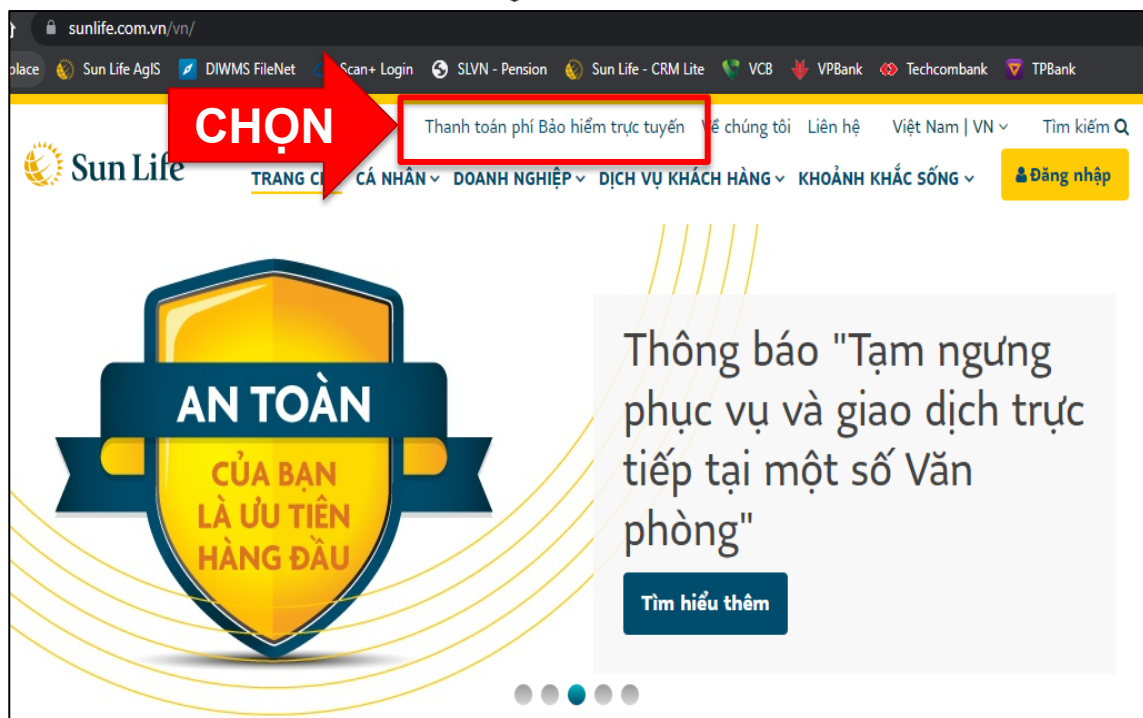 sunlife.com.vn/vn/
place Sun Life AgIS DIWMS FileNet Scan+ Login SLVN - Pension Sun Life - CRM Lite VCB VPBank Techcombank TPBank
CHỌN
Thanh toán phí Bảo hiểm trực tuyến Về chúng tôi Liên hệ Việt Nam | VN Tìm kiếm
Sun Life
TRANG CÁ NHÂN DOANH NGHIỆP DỊCH VỤ KHÁCH HÀNG KHOẢNH KHẮC SỐNG Đăng nhập
AN TOÀN
CỦA BẠN
LÀ ƯU TIÊN
HÀNG ĐẦU
Thông báo "Tạm ngưng
phục vụ và giao dịch trực
tiếp tại một số Văn
phòng"
Tìm hiểu thêm